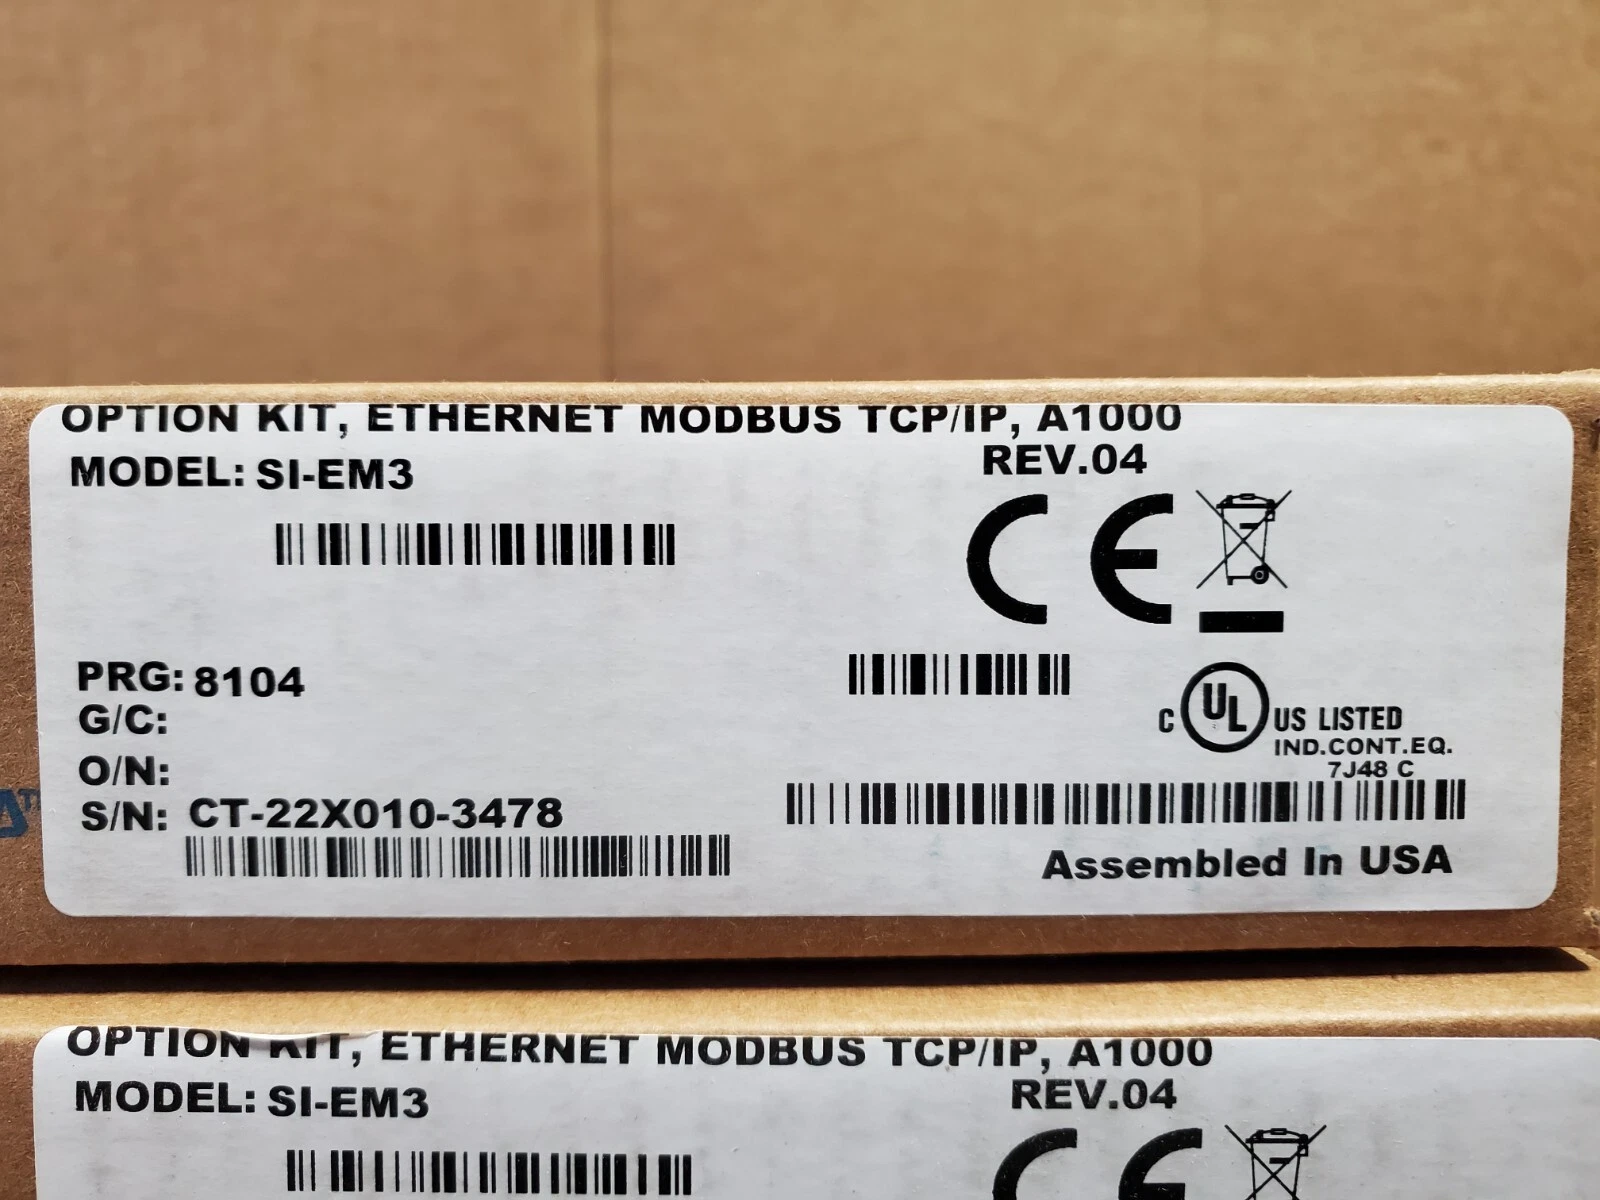 OPTION KIT, ETHERNET MODBUS TCP/IP, A1000
MODEL: SI-EM3
REV.04
CE
PRG: 8104
G/C:
O/N:
S/N: CT-22X010-3478
C UL US LISTED
IND.CONT.EQ.
7J48 C
Assembled In USA
OPTION KIT, ETHERNET MODBUS TCP/IP, A1000
MODEL: SI-EM3
REV.04
CE